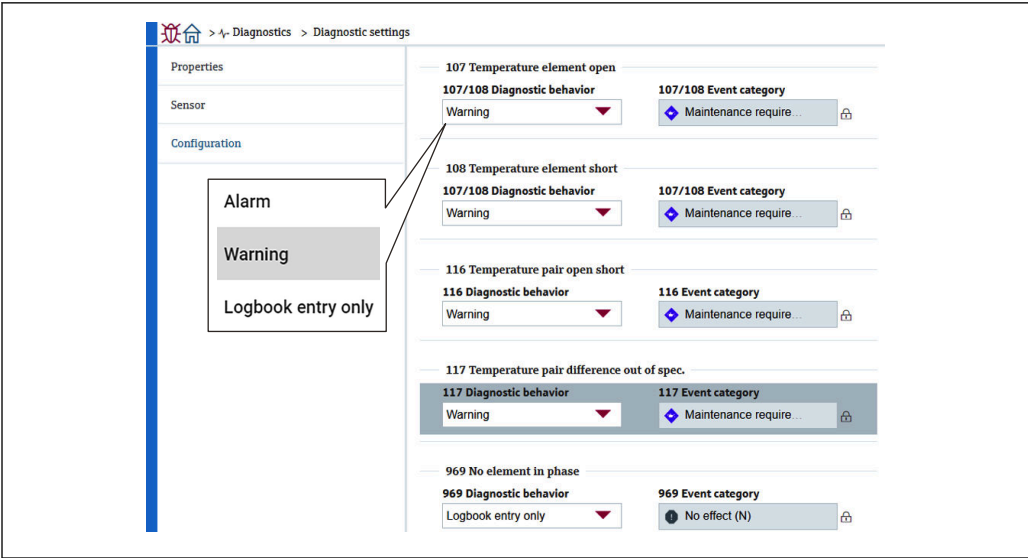 > Diagnostics > Diagnostic settings
Properties
Sensor
Configuration
Alarm
Warning
Logbook entry only
107 Temperature element open
107/108 Diagnostic behavior 107/108 Event category
Warning Maintenance require...
108 Temperature element short
107/108 Diagnostic behavior 107/108 Event category
Warning Maintenance require...
116 Temperature pair open short
116 Diagnostic behavior 116 Event category
Warning Maintenance require...
117 Temperature pair difference out of spec.
117 Diagnostic behavior 117 Event category
Warning Maintenance require...
969 No element in phase
969 Diagnostic behavior 969 Event category
Logbook entry only No effect (N)